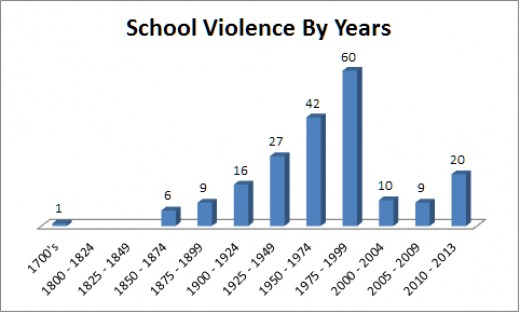 School Violence By Years
60
42
27
20
16
10
9
9
6
1
1700's
1800 - 1824
1825 - 1849
1850 - 1874
1875 - 1899
1900 - 1924
1925 - 1949
1950 - 1974
1975 - 1999
2000 - 2004
2005 - 2009
2010 - 2013